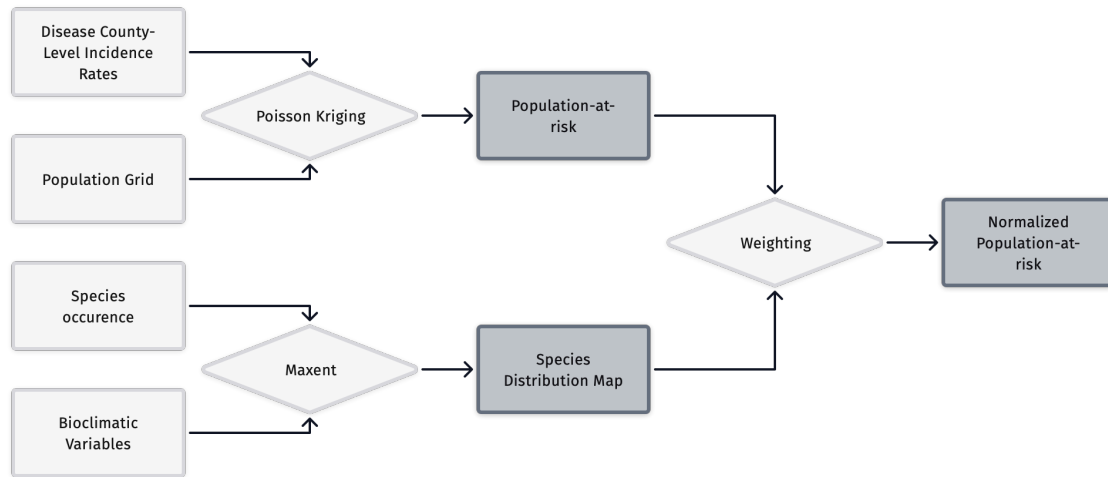 Disease County-
Level Incidence
Rates
Poisson Kriging
Population-at-
risk
Population Grid
Weighting
Normalized
Population-at-
risk
Species
occurence
Maxent
Species
Distribution Map
Bioclimatic
Variables